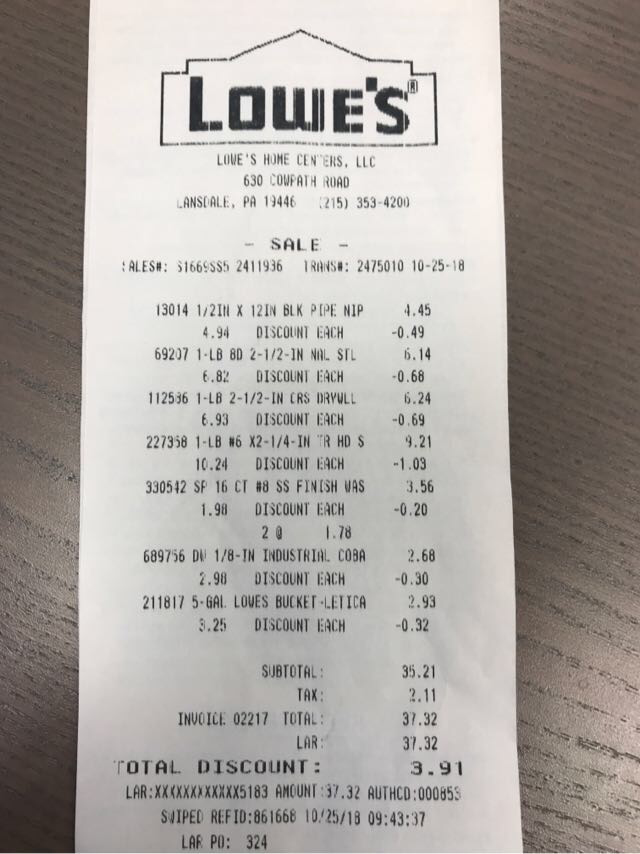 LOWE'S®
LOWE'S HOME CENTERS, LLC
630 COWPATH ROAD
LANSDALE, PA 19446 (215) 353-4200
- SALE -
SALES#: S1669SS5 2411936 TRANS#: 2475010 10-25-18
13014 1/2IN X 12IN BLK PIPE NIP 4.45
4.94 DISCOUNT EACH -0.49
69207 1-LB 8D 2-1/2-IN NAL STL 6.14
6.82 DISCOUNT EACH -0.68
112536 1-LB 2-1/2-IN CRS DRYWLL 6.24
6.93 DISCOUNT EACH -0.69
227358 1-LB #6 X2-1/4-IN TR HD S 9.21
10.24 DISCOUNT EACH -1.03
330542 SP 16 CT #8 SS FINISH WAS 3.56
1.98 DISCOUNT EACH -0.20
2 @ 1.78
689756 DW 1/8-IN INDUSTRIAL COBA 2.68
2.98 DISCOUNT EACH -0.30
211817 5-GAL LOWES BUCKET-LETICA 2.93
3.25 DISCOUNT EACH -0.32
SUBTOTAL: 35.21
TAX: 2.11
INVOICE 02217 TOTAL: 37.32
LAR: 37.32
TOTAL DISCOUNT: 3.91
LAR:XXXXXXXXXXXX5183 AMOUNT:37.32 AUTHCD:000853
SWIPED REFID:861668 10/25/18 09:43:37
LAR PO: 324